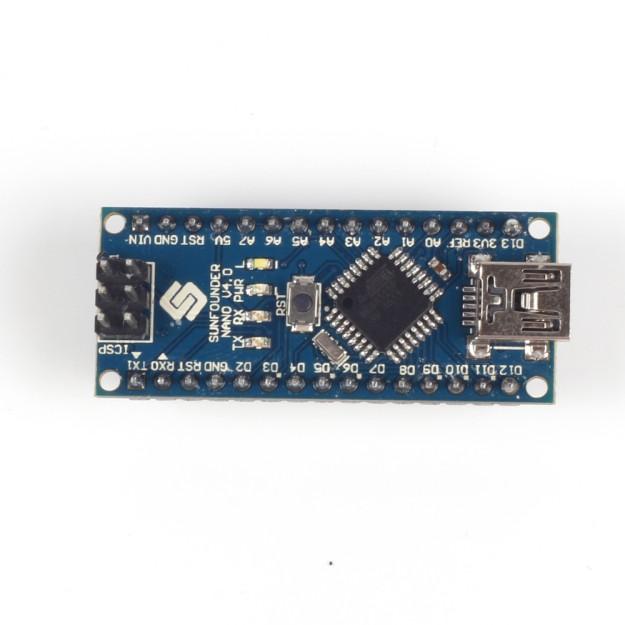 VIN GND RST 5V A7 A6 A5 A4 A3 A2 A1 A0 REF 3V3 D13
L
PWR
RX
TX
SUNFOUNDER
NANO V4.0
RST
ICSP
TX1 RX0 RST GND D2 D3 D4 D5 D6 D7 D8 D9 D10 D11 D12